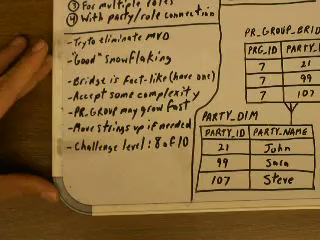 ③ For multiple roles
④ With party/role connection
- Try to eliminate MVD
- "Good" snowflaking
- Bridge is fact-like (have one)
- Accept some complexity
- PR_GROUP may grow fast
- Move strings up if needed
- Challenge level: 8 of 10
PR_GROUP_BRID
PRG_ID PARTY_I
7 21
7 99
7 107
PARTY_DIM
PARTY_ID PARTY_NAME
21 John
99 Sara
107 Steve